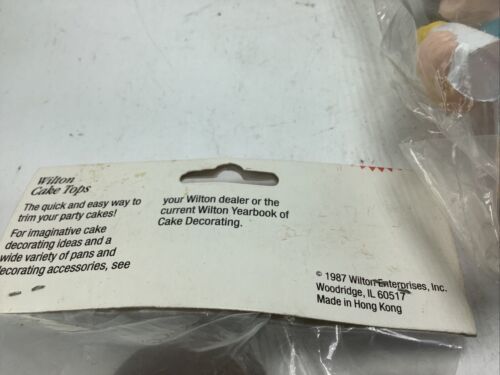 Wilton
Cake Tops
The quick and easy way to
trim your party cakes!
For imaginative cake
decorating ideas and a
wide variety of pans and
decorating accessories, see
your Wilton dealer or the
current Wilton Yearbook of
Cake Decorating.
© 1987 Wilton Enterprises, Inc.
Woodridge, IL 60517
Made in Hong Kong